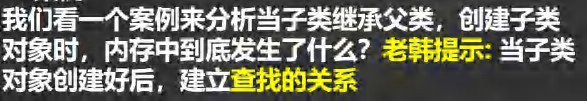 我们看一个案例来分析当子类继承父类，创建子类
对象时，内存中到底发生了什么？老韩提示: 当子类
对象创建好后，建立查找的关系